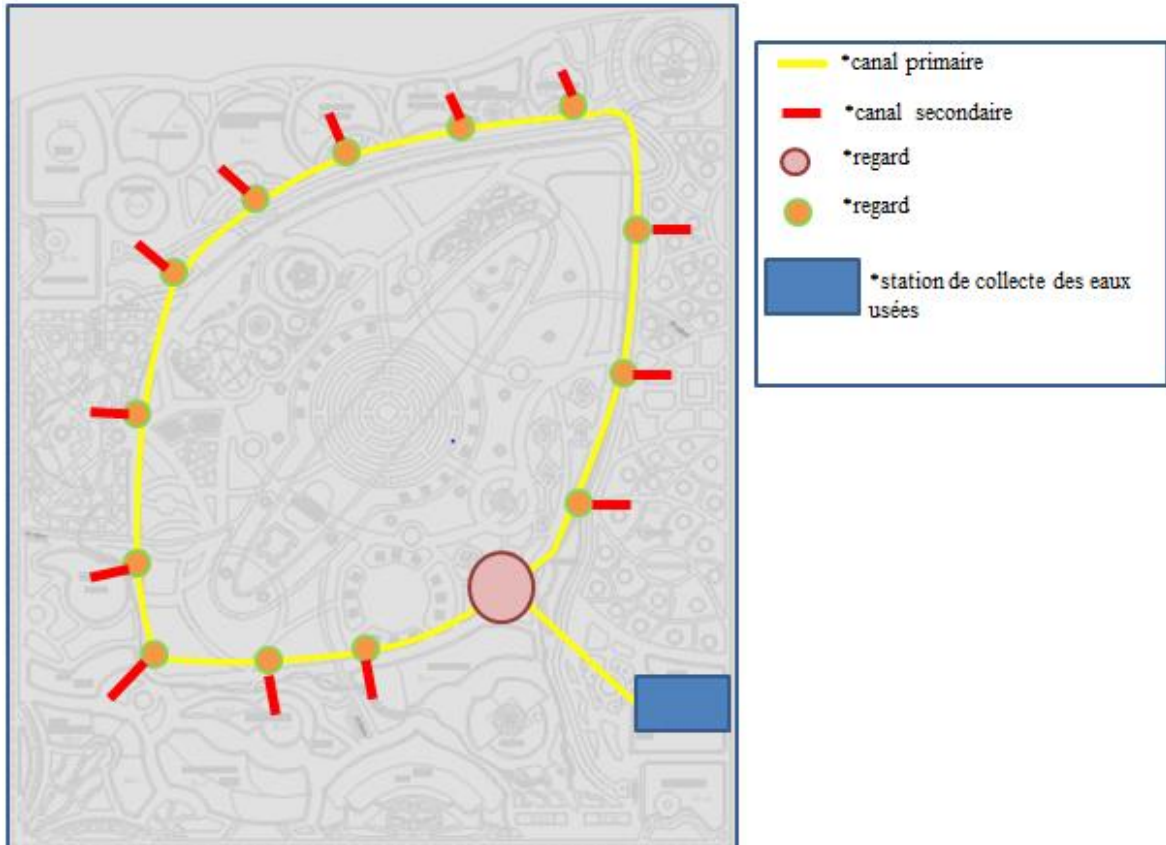 *canal primaire
*canal secondaire
*regard
*regard
*station de collecte des eaux
usées